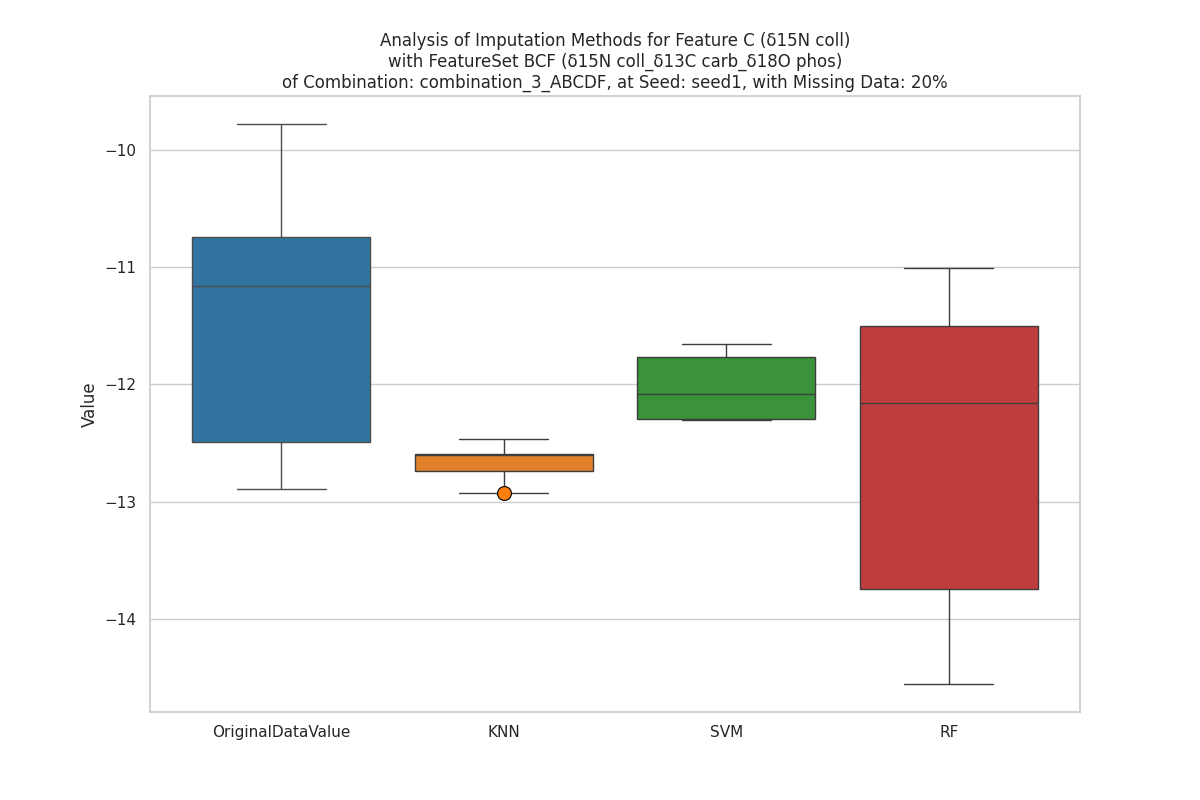 Analysis of Imputation Methods for Feature C (δ15N coll)
with FeatureSet BCF (δ15N coll_δ13C carb_δ18O phos)
of Combination: combination_3_ABCDF, at Seed: seed1, with Missing Data: 20%
−10
−11
−12
−13
−14
Value
OriginalDataValue KNN SVM RF